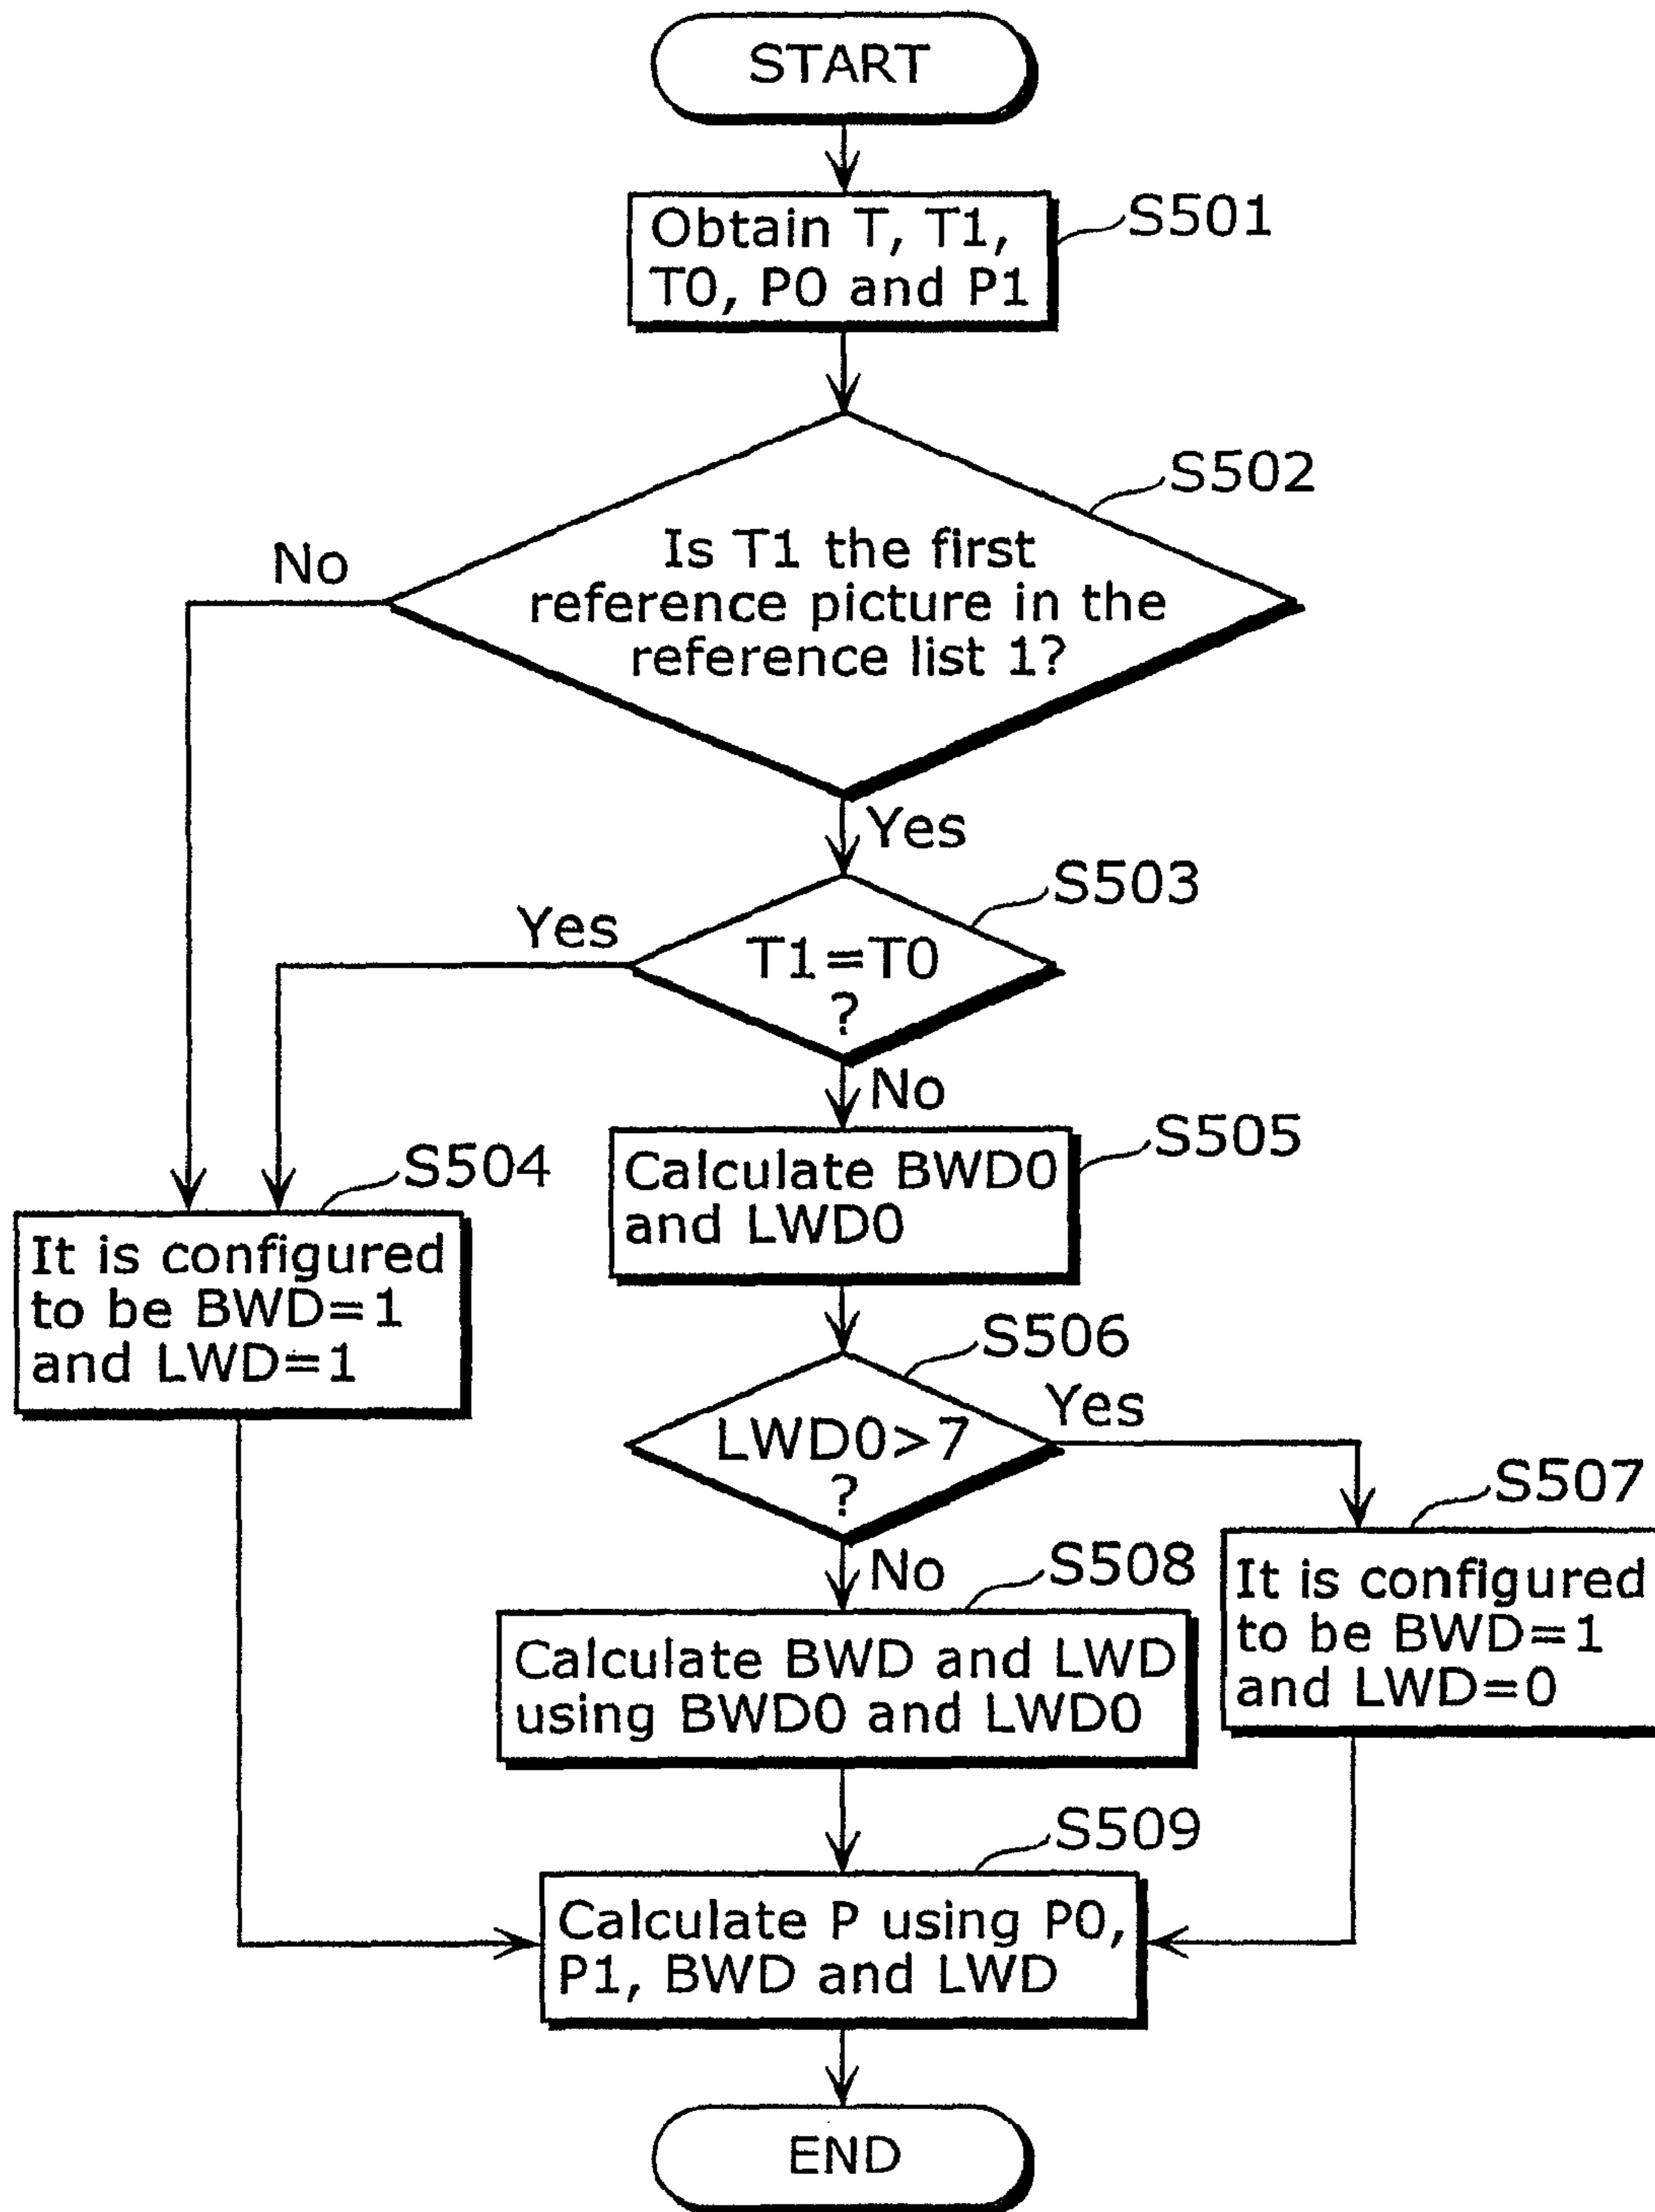 START
Obtain T, T1,
T0, P0 and P1
S501
S502
Is T1 the first
reference picture in the
reference list 1?
No
Yes
S503
T1=T0
?
Yes
No
S504
It is configured
to be BWD=1
and LWD=1
S505
Calculate BWD0
and LWD0
S506
LWD0>7
?
Yes
No
S507
It is configured
to be BWD=1
and LWD=0
S508
Calculate BWD and LWD
using BWD0 and LWD0
S509
Calculate P using P0,
P1, BWD and LWD
END